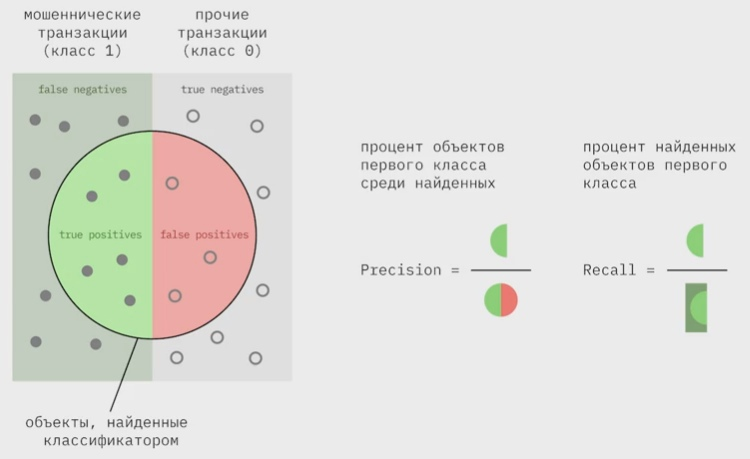 мошеннические
транзакции
(класс 1)
прочие
транзакции
(класс 0)
false negatives
true negatives
true positives
false positives
объекты, найденные
классификатором
процент объектов
первого класса
среди найденных
Precision =
процент найденных
объектов первого
класса
Recall =